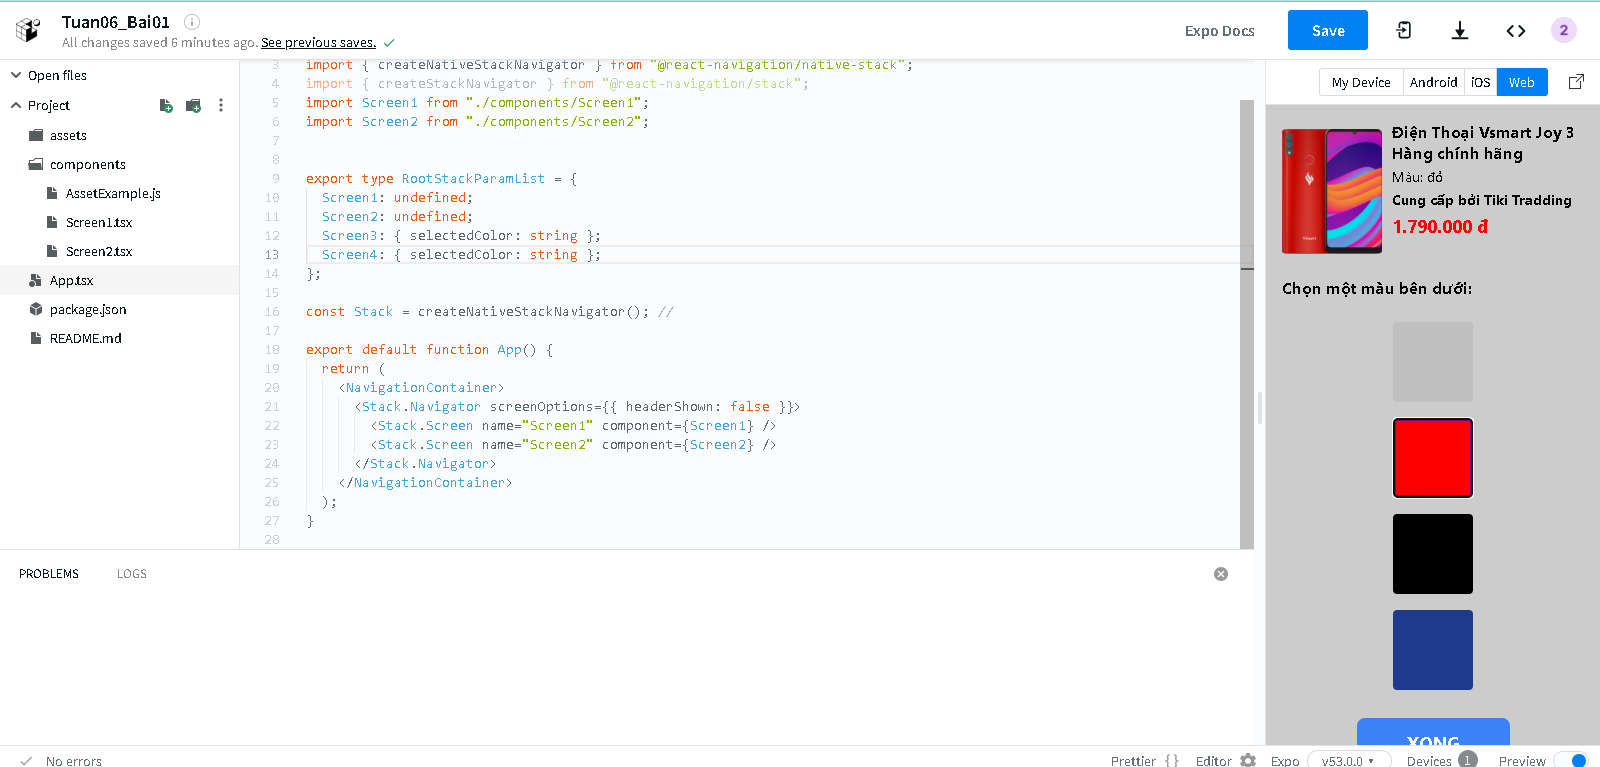 Tuan06_Bai01
All changes saved 6 minutes ago. See previous saves.
Expo Docs
Save
2
Open files
Project
assets
components
AssetExample.js
Screen1.tsx
Screen2.tsx
App.tsx
package.json
README.md
3 import { createNativeStackNavigator } from "@react-navigation/native-stack";
4 import { createStackNavigator } from "@react-navigation/stack";
5 import Screen1 from "./components/Screen1";
6 import Screen2 from "./components/Screen2";
7
8
9 export type RootStackParamList = {
10 Screen1: undefined;
11 Screen2: undefined;
12 Screen3: { selectedColor: string };
13 Screen4: { selectedColor: string };
14 };
15
16 const Stack = createNativeStackNavigator(); //
17
18 export default function App() {
19 return (
20 <NavigationContainer>
21 <Stack.Navigator screenOptions={{ headerShown: false }}>
22 <Stack.Screen name="Screen1" component={Screen1} />
23 <Stack.Screen name="Screen2" component={Screen2} />
24 </Stack.Navigator>
25 </NavigationContainer>
26 );
27 }
28
PROBLEMS LOGS
My Device Android iOS Web
Điện Thoại Vsmart Joy 3
Hàng chính hãng
Màu: đỏ
Cung cấp bởi Tiki Tradding
1.790.000 đ
Chọn một màu bên dưới:
XONG
No errors
Prettier { } Editor Expo v53.0.0 Devices 1 Preview